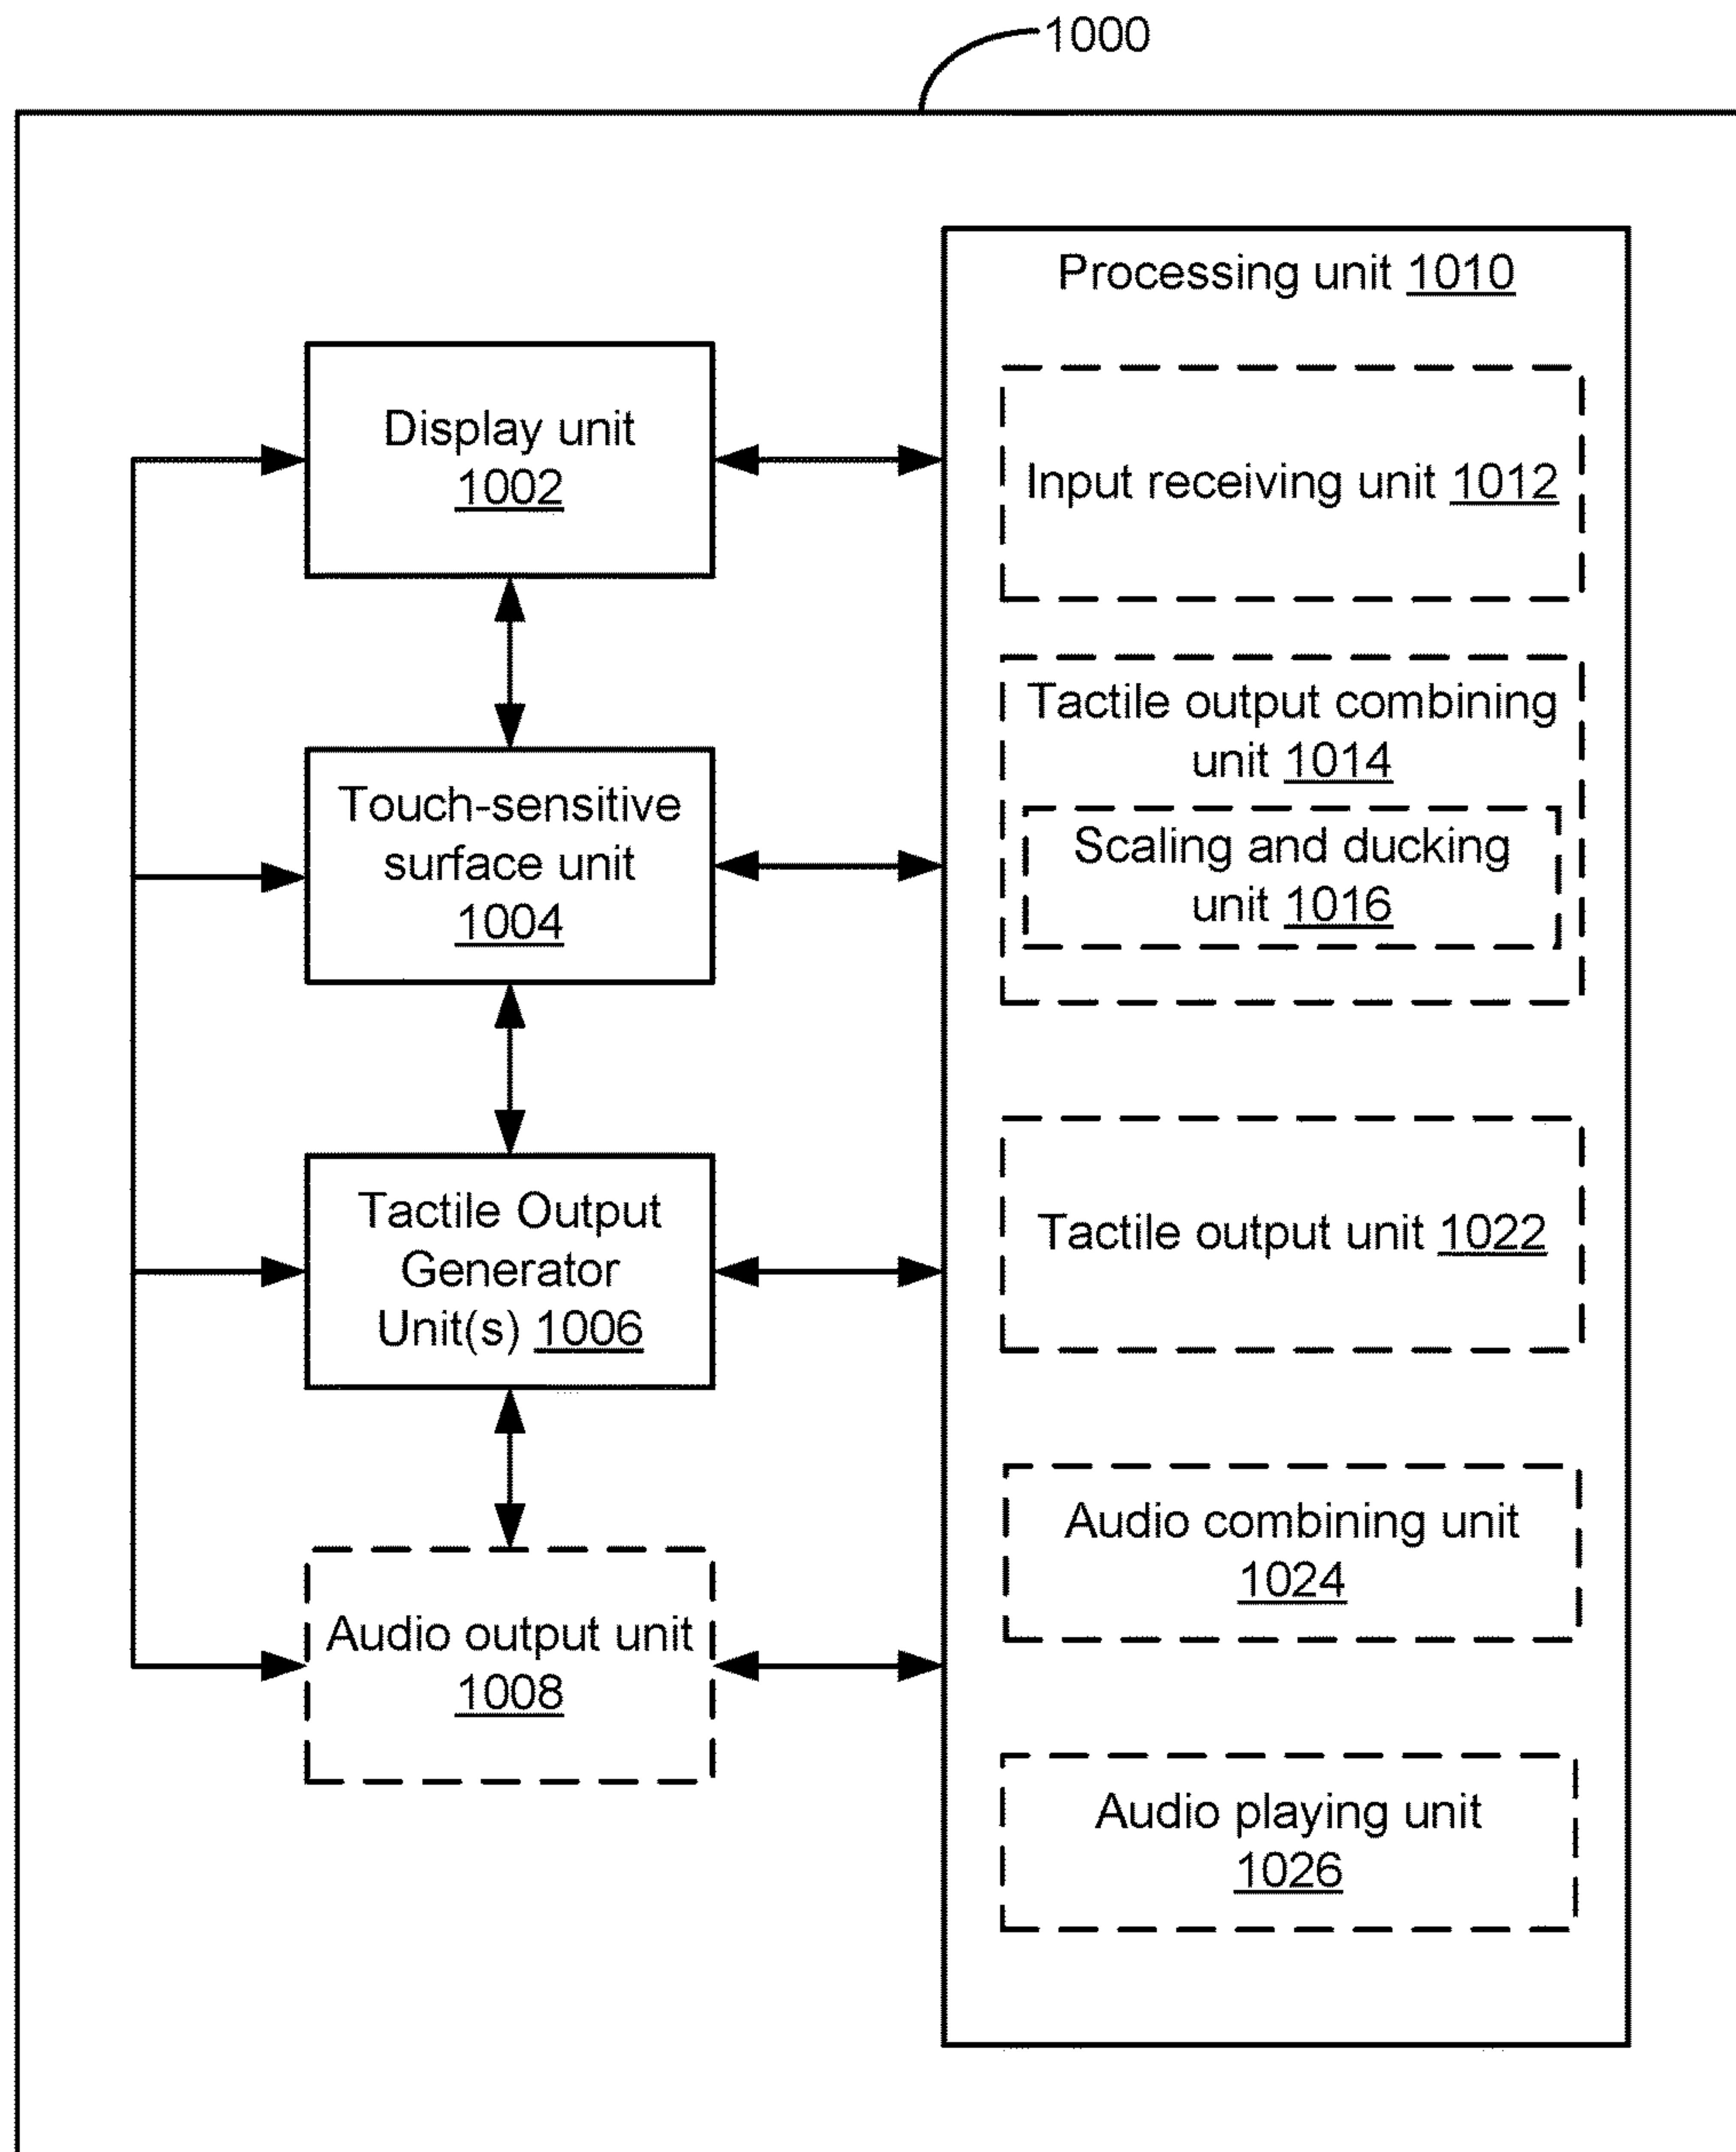 1000
Processing unit 1010
Display unit
1002
Input receiving unit 1012
Tactile output combining
unit 1014
Touch-sensitive
surface unit
1004
Scaling and ducking
unit 1016
Tactile Output
Generator
Unit(s) 1006
Tactile output unit 1022
Audio combining unit
1024
Audio output unit
1008
Audio playing unit
1026